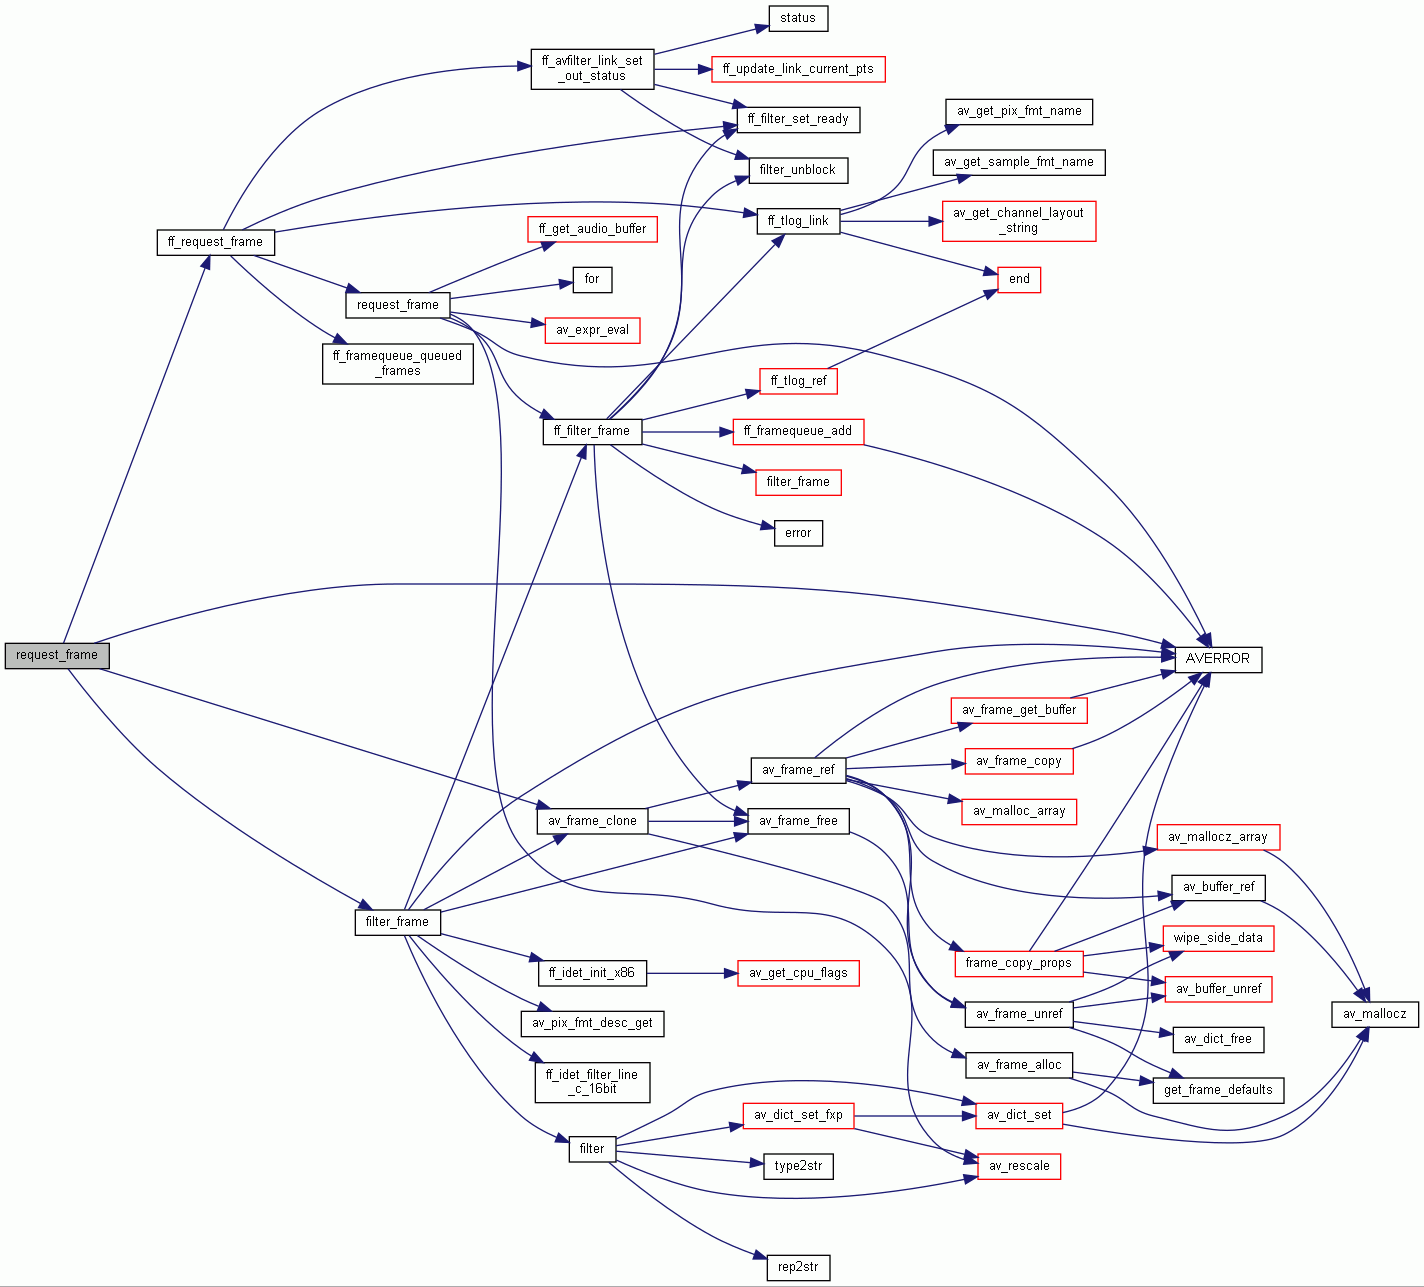 status
ff_avfilter_link_set
_out_status
ff_update_link_current_pts
ff_filter_set_ready
av_get_pix_fmt_name
av_get_sample_fmt_name
filter_unblock
ff_tlog_link
av_get_channel_layout
_string
ff_request_frame
ff_get_audio_buffer
for
end
request_frame
av_expr_eval
ff_framequeue_queued
_frames
ff_tlog_ref
ff_filter_frame
ff_framequeue_add
filter_frame
error
request_frame
AVERROR
av_frame_get_buffer
av_frame_ref
av_frame_copy
av_malloc_array
av_frame_clone
av_frame_free
av_mallocz_array
av_buffer_ref
filter_frame
wipe_side_data
frame_copy_props
ff_idet_init_x86
av_get_cpu_flags
av_buffer_unref
av_frame_unref
av_mallocz
av_pix_fmt_desc_get
av_dict_free
av_frame_alloc
ff_idet_filter_line
_c_16bit
get_frame_defaults
av_dict_set_fxp
av_dict_set
filter
type2str
av_rescale
rep2str